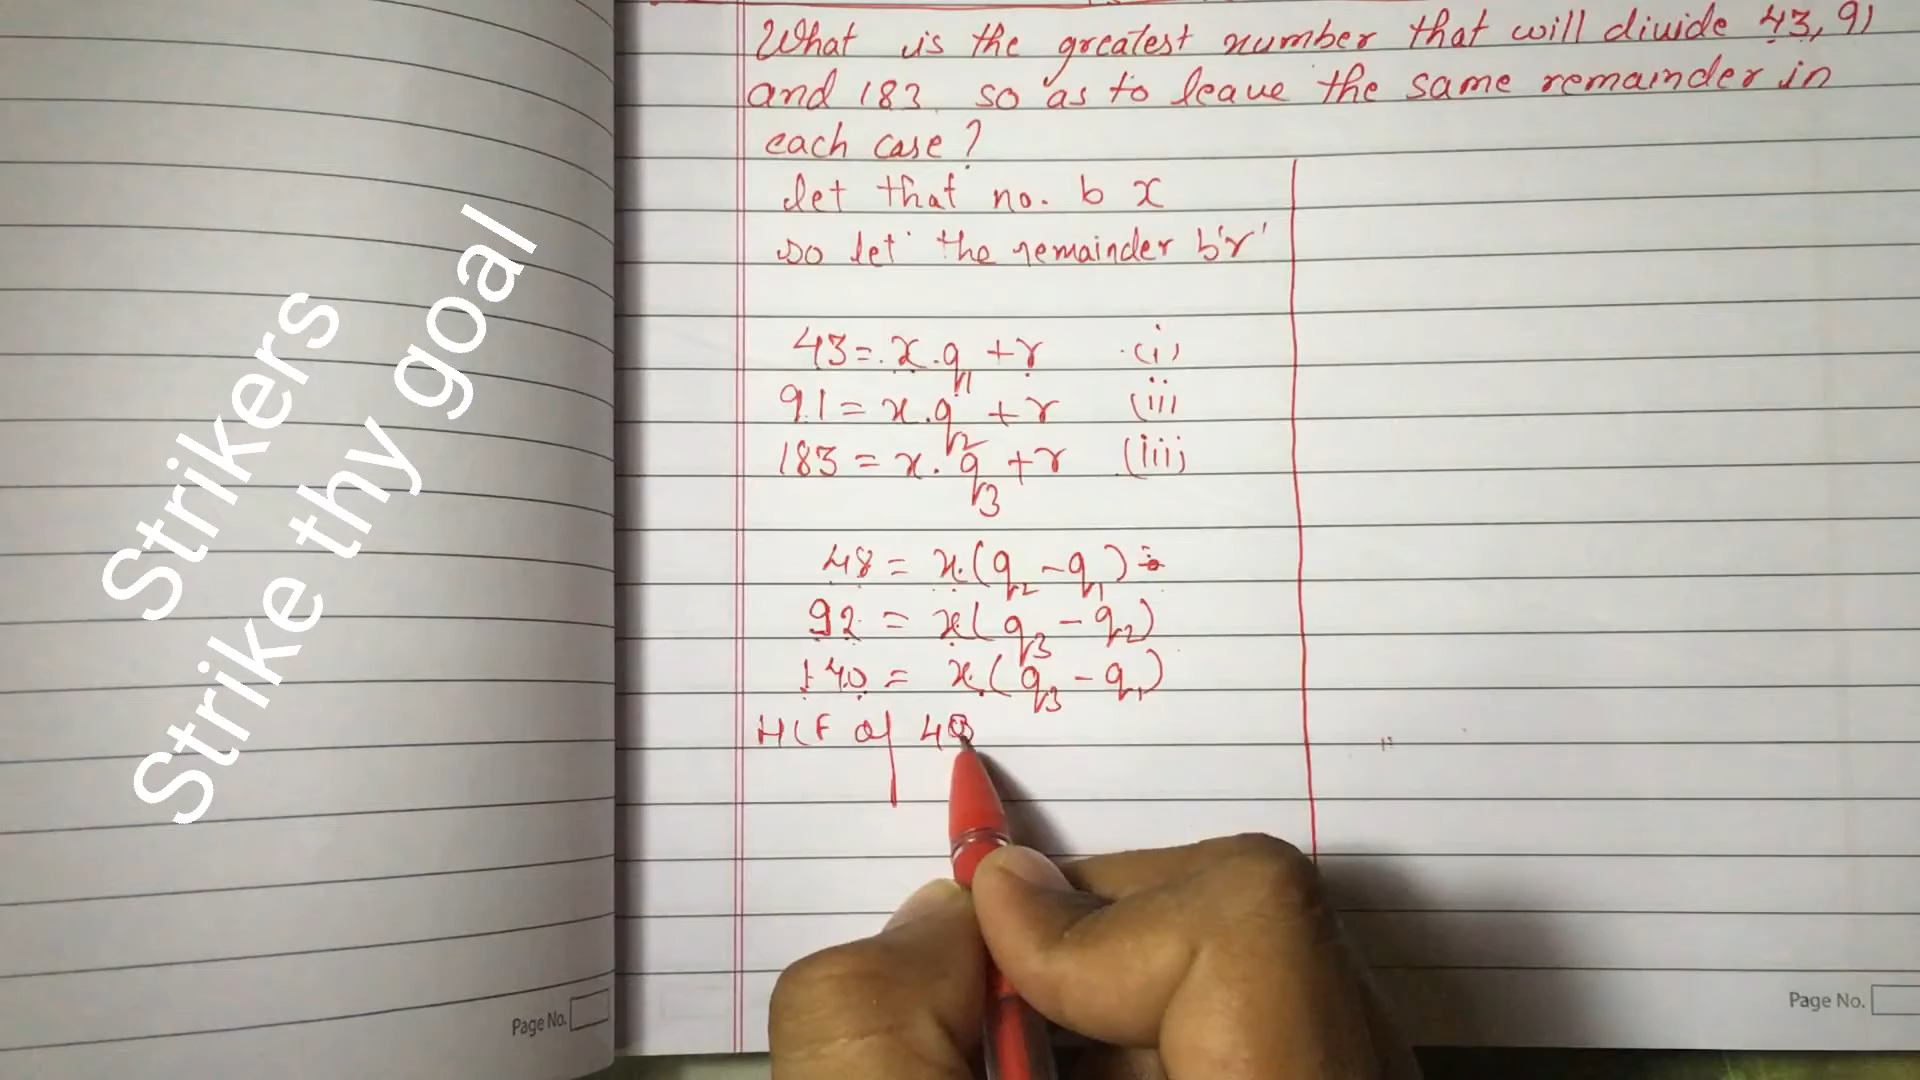 What is the greatest number that will divide 43, 91
and 183 so as to leave the same remainder in
each case?
let that no. b x
so let the remainder b 'r'
43 = x.q1 + r (i)
91 = x.q2 + r (ii)
183 = x.q3 + r (iii)
48 = x(q2 - q1)
92 = x(q3 - q2)
140 = x(q3 - q1)
HCF of 48
Strikers
Strike thy goal
Page No.
Page No.